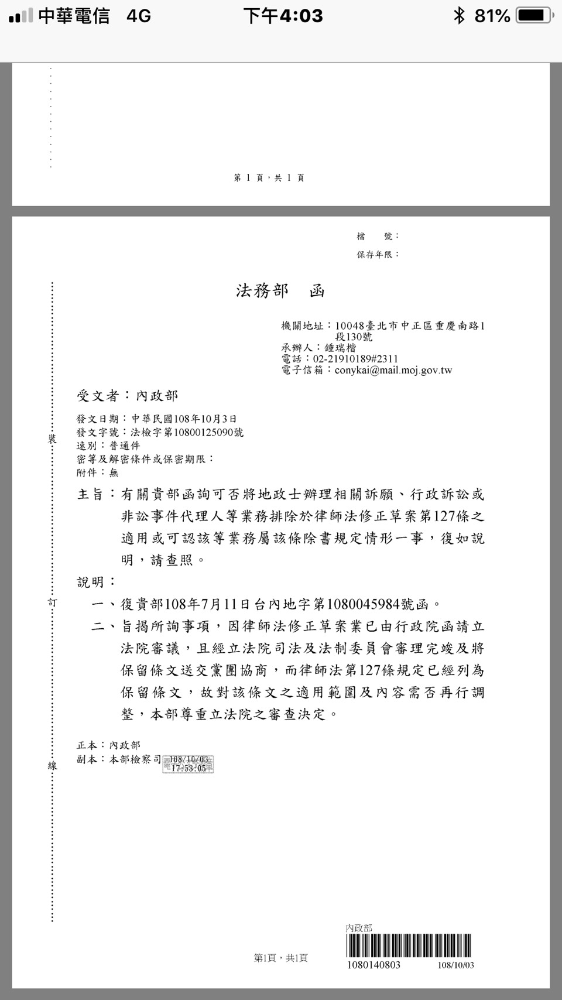 中華電信 4G 下午4:03 81%
第 1 頁，共 1 頁
檔 號：
保存年限：
法務部 函
機關地址：10048臺北市中正區重慶南路1
段130號
承辦人：鍾瑞楷
電話：02-21910189#2311
電子信箱：conykai@mail.moj.gov.tw
受文者：內政部
發文日期：中華民國108年10月3日
發文字號：法檢字第10800125090號
速別：普通件
密等及解密條件或保密期限：
附件：無
主旨：有關貴部函詢可否將地政士辦理相關訴願、行政訴訟或
非訟事件代理人等業務排除於律師法修正草案第127條之
適用或可認該等業務屬該條除書規定情形一事，復如說
明，請查照。
說明：
一、復貴部108年7月11日台內地字第1080045984號函。
二、旨揭所詢事項，因律師法修正草案業已由行政院函請立
法院審議，且經立法院司法及法制委員會審理完竣及將
保留條文送交黨團協商，而律師法第127條規定已經列為
保留條文，故對該條文之適用範圍及內容需否再行調
整，本部尊重立法院之審查決定。
正本：內政部
副本：本部檢察司
108/10/03
17:53:05
裝
訂
線
第1頁，共1頁
內政部
1080140803 108/10/03